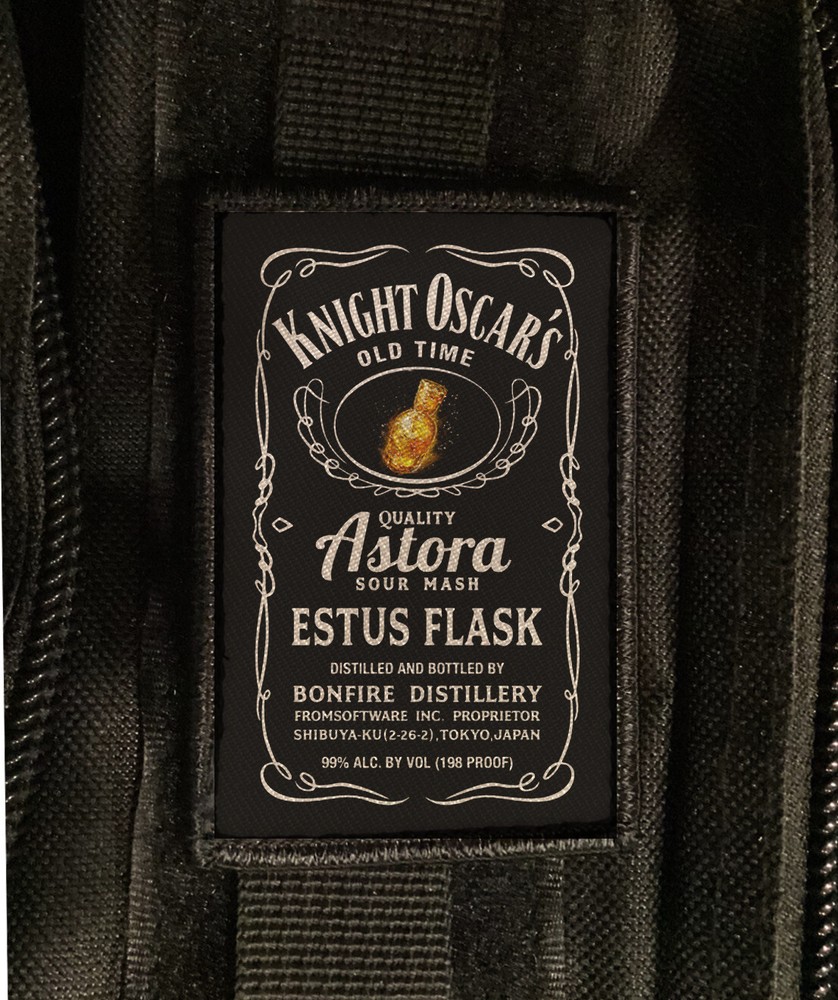 KNIGHT OSCAR'S
OLD TIME
QUALITY
Astora
SOUR MASH
ESTUS FLASK
DISTILLED AND BOTTLED BY
BONFIRE DISTILLERY
FROMSOFTWARE INC. PROPRIETOR
SHIBUYA-KU(2-26-2),TOKYO,JAPAN
99% ALC. BY VOL (198 PROOF)